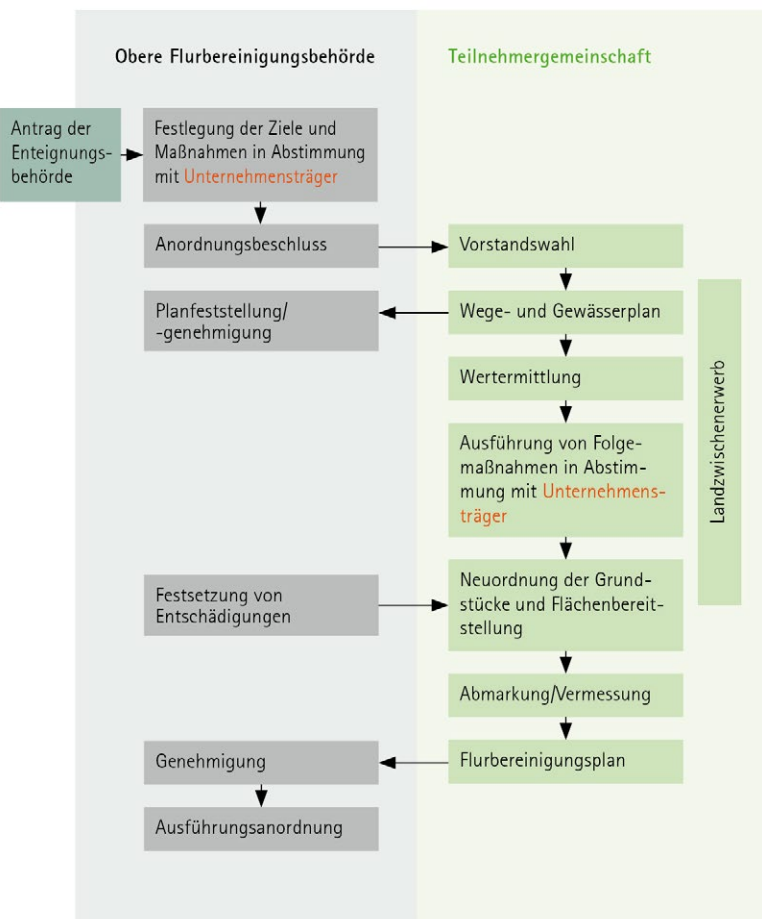 Obere Flurbereinigungsbehörde
Teilnehmergemeinschaft
Antrag der
Enteignungs-
behörde
Festlegung der Ziele und
Maßnahmen in Abstimmung
mit Unternehmensträger
Anordnungsbeschluss
Vorstandswahl
Planfeststellung/
-genehmigung
Wege- und Gewässerplan
Wertermittlung
Ausführung von Folge-
maßnahmen in Abstim-
mung mit Unternehmens-
träger
Landzwischenerwerb
Festsetzung von
Entschädigungen
Neuordnung der Grund-
stücke und Flächenbereit-
stellung
Abmarkung/Vermessung
Genehmigung
Flurbereinigungsplan
Ausführungsanordnung